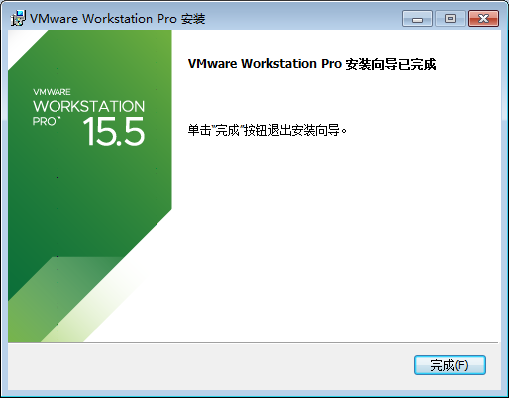 VMware Workstation Pro 安装
VMWARE
WORKSTATION
PRO™
15.5
VMware Workstation Pro 安装向导已完成
单击"完成"按钮退出安装向导。
完成(F)